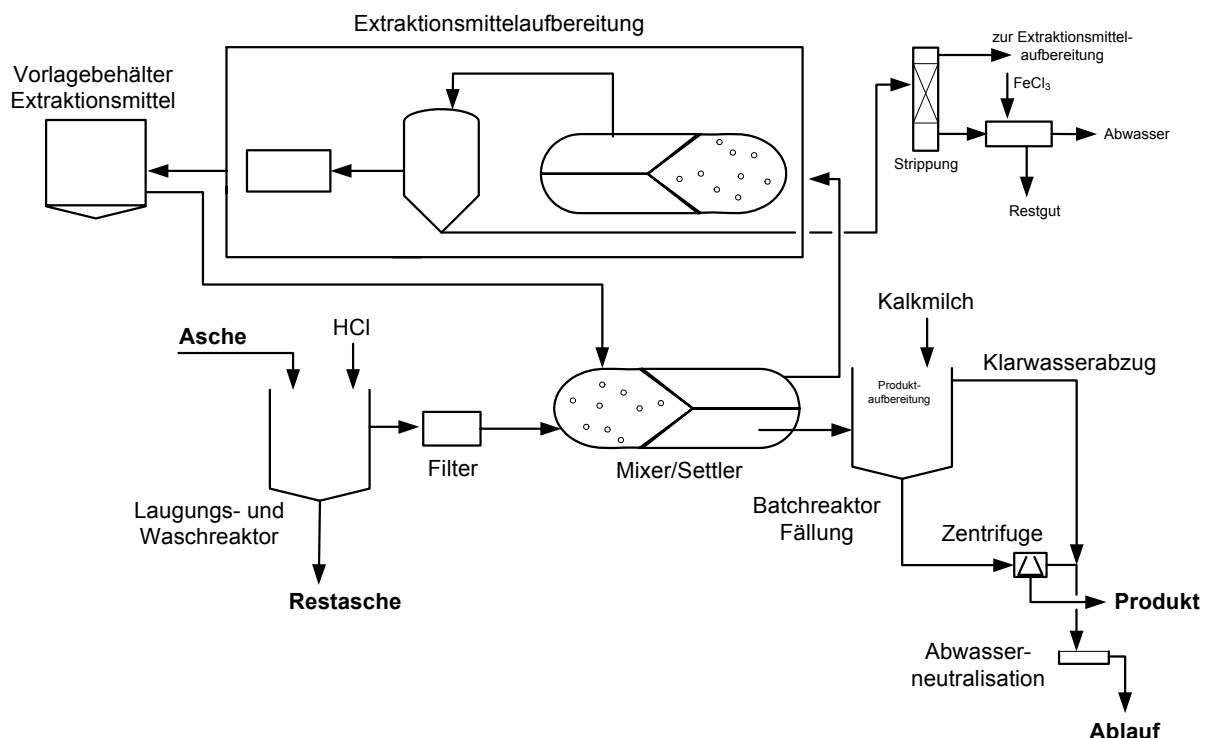 Extraktionsmittelaufbereitung
zur Extraktionsmittel-
aufbereitung
Vorlagebehälter
Extraktionsmittel
FeCl₃
Abwasser
Strippung
Restgut
Kalkmilch
Asche
HCl
Klarwasserabzug
Produkt-
aufbereitung
Filter
Mixer/Settler
Laugungs- und
Waschreaktor
Batchreaktor
Fällung
Zentrifuge
Restasche
Produkt
Abwasser-
neutralisation
Ablauf